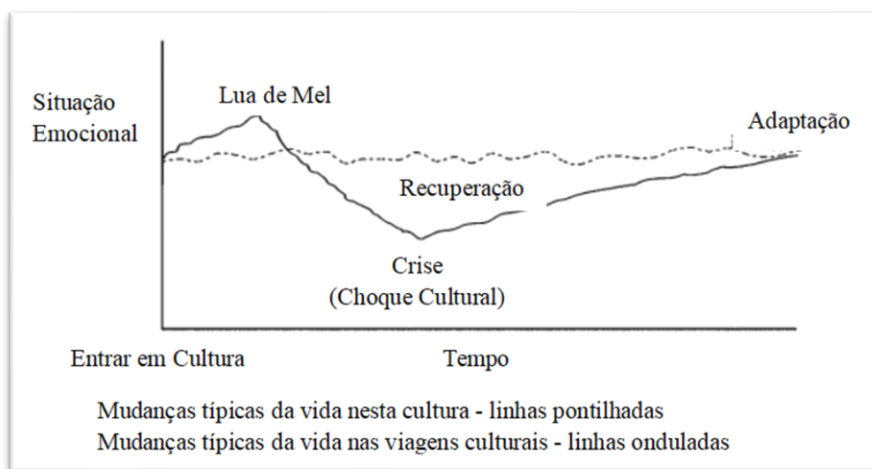 Lua de Mel
Situação
Emocional
Adaptação
Recuperação
Crise
(Choque Cultural)
Entrar em Cultura
Tempo
Mudanças típicas da vida nesta cultura - linhas pontilhadas
Mudanças típicas da vida nas viagens culturais - linhas onduladas